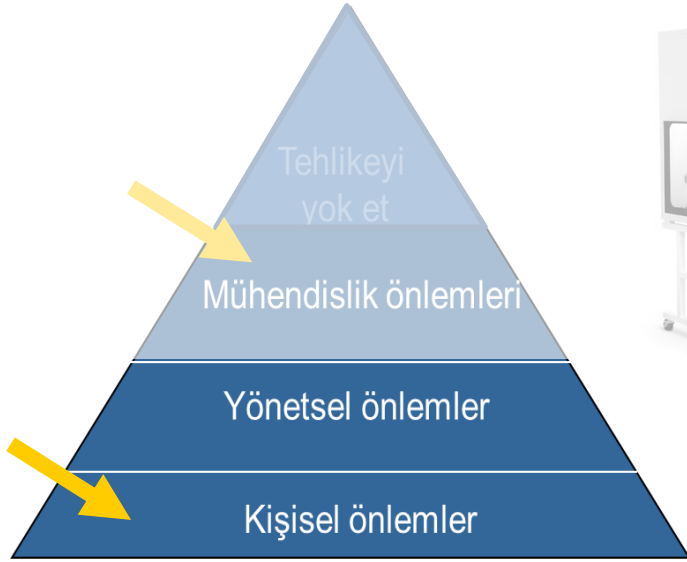 Tehlikeyi
yok et
Mühendislik önlemleri
Yönetsel önlemler
Kişisel önlemler